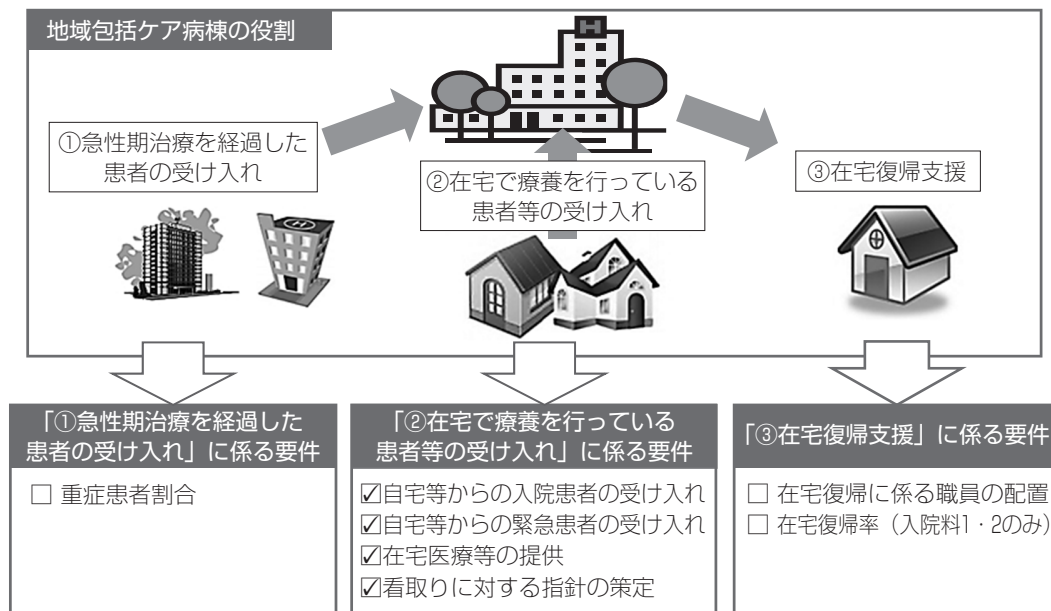 地域包括ケア病棟の役割
H
①急性期治療を経過した
患者の受け入れ
②在宅で療養を行っている
患者等の受け入れ
③在宅復帰支援
「①急性期治療を経過した
患者の受け入れ」に係る要件
□ 重症患者割合
「②在宅で療養を行っている
患者等の受け入れ」に係る要件
☑自宅等からの入院患者の受け入れ
☑自宅等からの緊急患者の受け入れ
☑在宅医療等の提供
☑看取りに対する指針の策定
「③在宅復帰支援」に係る要件
□ 在宅復帰に係る職員の配置
□ 在宅復帰率（入院料1・2のみ）